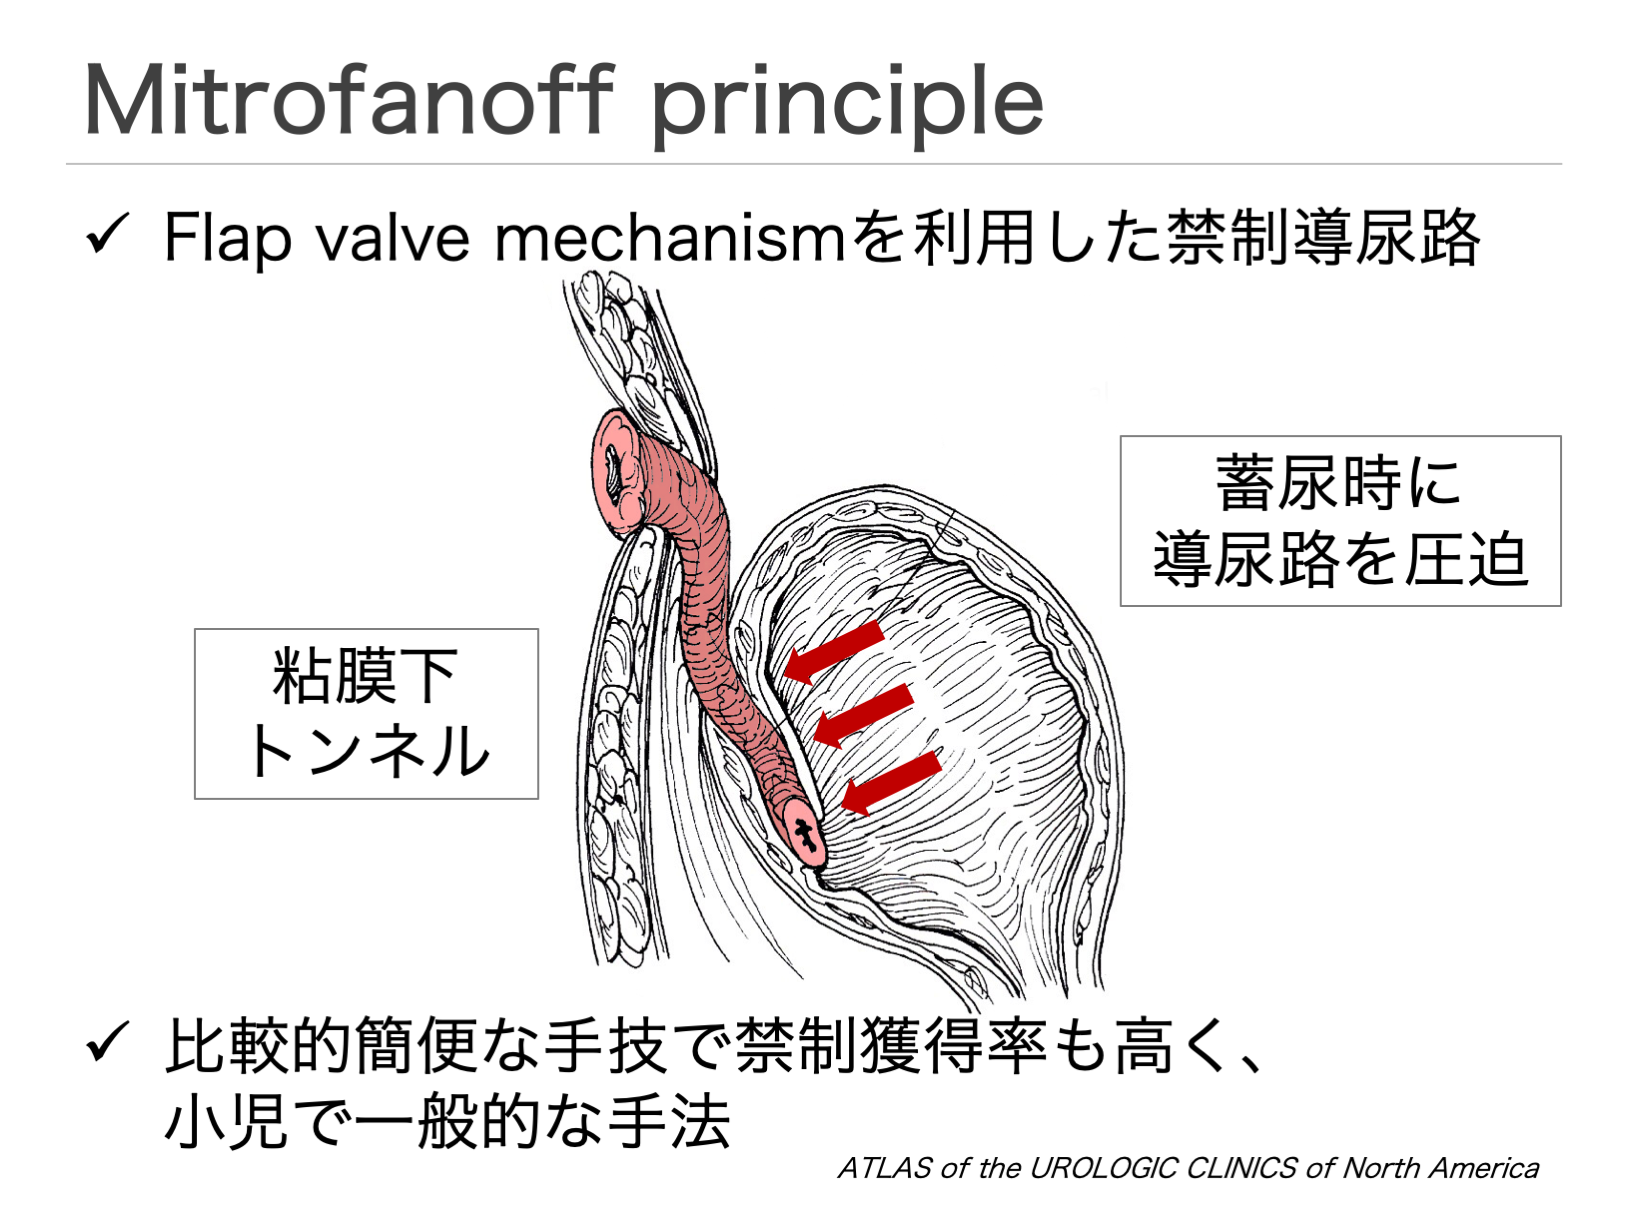 Mitrofanoff principle
✓ Flap valve mechanismを利用した禁制導尿路
蓄尿時に
導尿路を圧迫
粘膜下
トンネル
✓ 比較的簡便な手技で禁制獲得率も高く、
小児で一般的な手法
ATLAS of the UROLOGIC CLINICS of North America